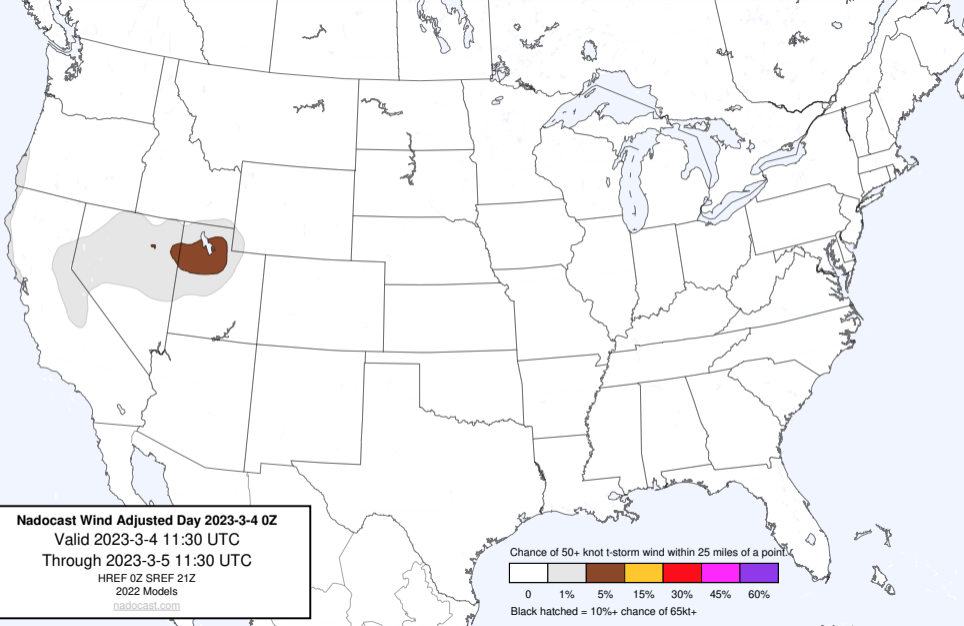 Nadocast Wind Adjusted Day 2023-3-4 0Z
Valid 2023-3-4 11:30 UTC
Through 2023-3-5 11:30 UTC
HREF 0Z SREF 21Z
2022 Models
nadocast.com
Chance of 50+ knot t-storm wind within 25 miles of a point.
0 1% 5% 15% 30% 45% 60%
Black hatched = 10%+ chance of 65kt+